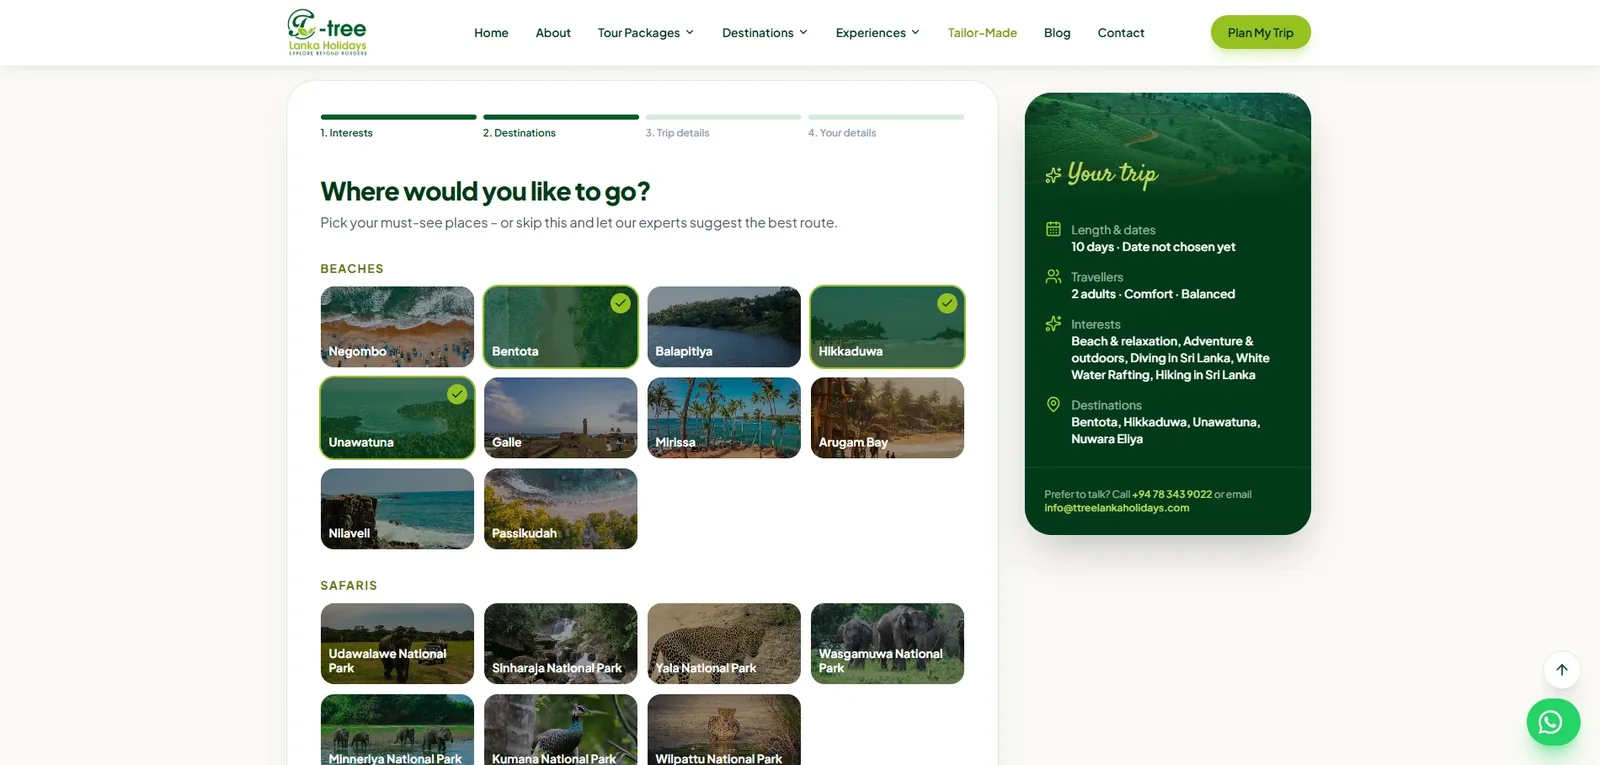 T-tree
Lanka Holidays
EXPLORE BEYOND BORDERS
Home
About
Tour Packages
Destinations
Experiences
Tailor-Made
Blog
Contact
Plan My Trip
1. Interests
2. Destinations
3. Trip details
4. Your details
Where would you like to go?
Pick your must-see places – or skip this and let our experts suggest the best route.
BEACHES
Negombo
Bentota
Balapitiya
Hikkaduwa
Unawatuna
Galle
Mirissa
Arugam Bay
Nilaveli
Passikudah
SAFARIS
Udawalawe National
Park
Sinharaja National Park
Yala National Park
Wasgamuwa National
Park
Minneriya National Park
Kumana National Park
Wilpattu National Park
Your trip
Length & dates
10 days · Date not chosen yet
Travellers
2 adults · Comfort · Balanced
Interests
Beach & relaxation, Adventure &
outdoors, Diving in Sri Lanka, White
Water Rafting, Hiking in Sri Lanka
Destinations
Bentota, Hikkaduwa, Unawatuna,
Nuwara Eliya
Prefer to talk? Call +94 78 343 9022 or email
info@ttreelankaholidays.com